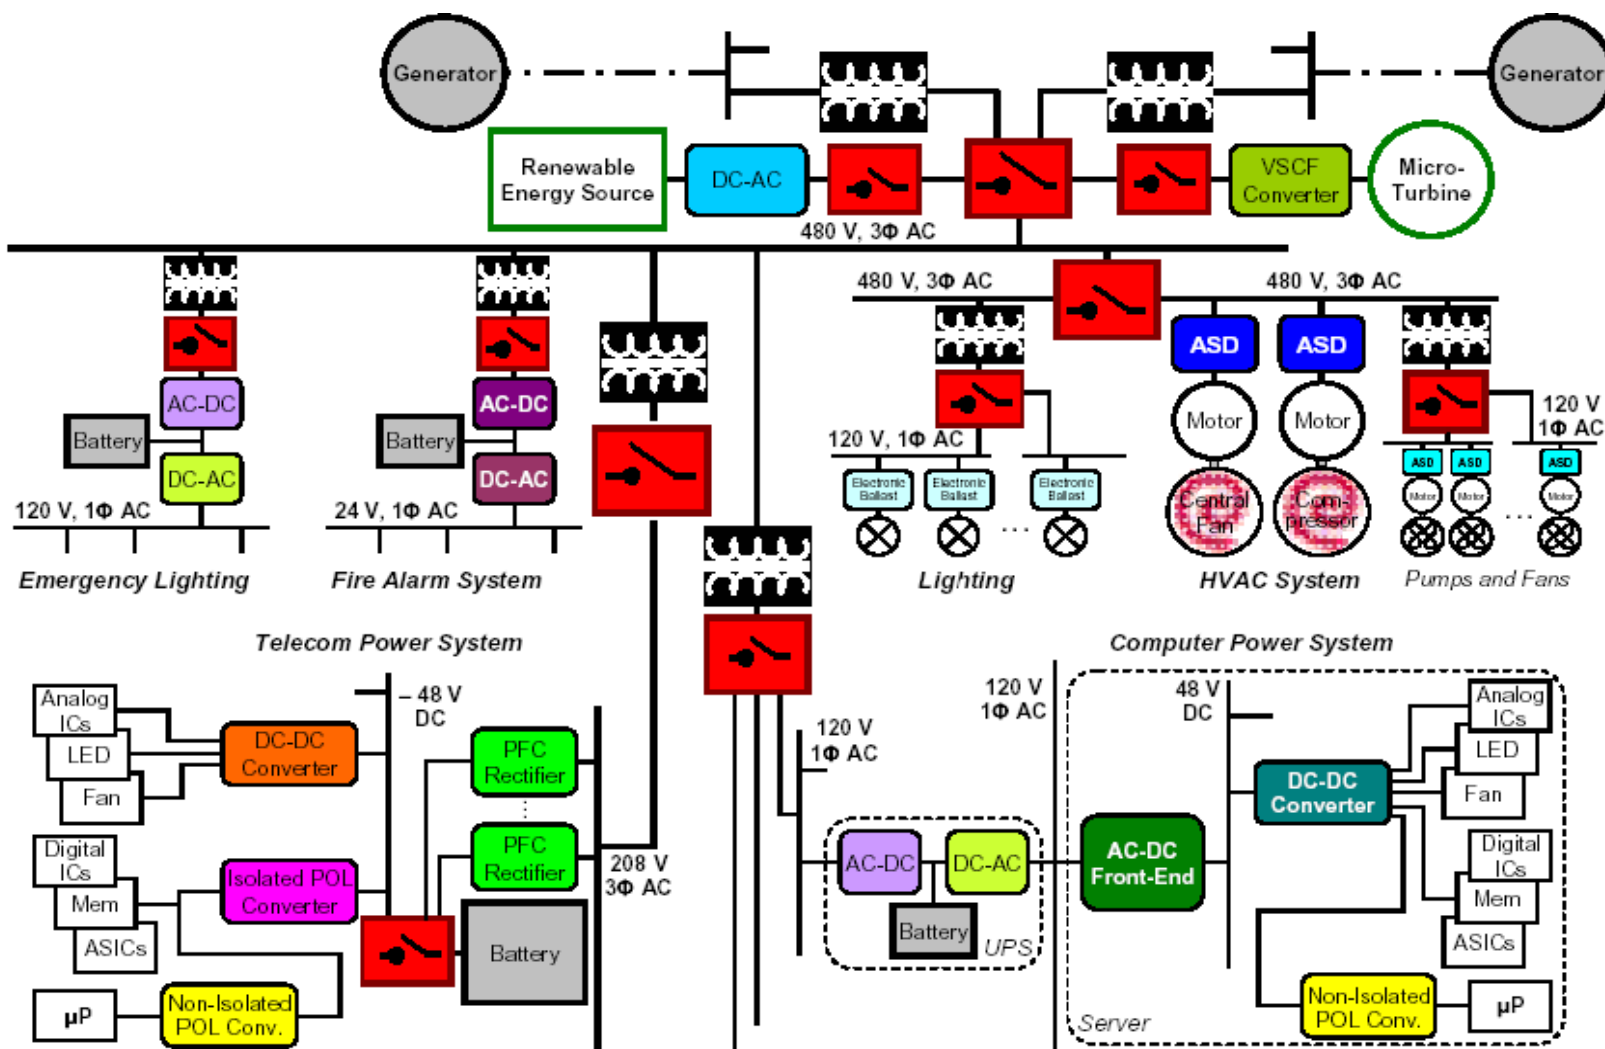 Generator
Generator
Renewable
Energy Source
DC-AC
VSCF
Converter
Micro-
Turbine
480 V, 3Φ AC
480 V, 3Φ AC
480 V, 3Φ AC
AC-DC
Battery
DC-AC
120 V, 1Φ AC
Emergency Lighting
AC-DC
Battery
DC-AC
24 V, 1Φ AC
Fire Alarm System
120 V, 1Φ AC
Electronic
Ballast
Electronic
Ballast
Electronic
Ballast
...
Lighting
ASD
ASD
Motor
Motor
Central
Fan
Com-
pressor
HVAC System
120 V
1Φ AC
ASD
ASD
ASD
Motor
Motor
Motor
...
Pumps and Fans
Telecom Power System
Analog
ICs
LED
Fan
DC-DC
Converter
– 48 V
DC
PFC
Rectifier
PFC
Rectifier
208 V
3Φ AC
Digital
ICs
Mem
ASICs
Isolated POL
Converter
Battery
µP
Non-Isolated
POL Conv.
Computer Power System
120 V
1Φ AC
120 V
1Φ AC
AC-DC
DC-AC
Battery
UPS
48 V
DC
AC-DC
Front-End
DC-DC
Converter
Analog
ICs
LED
Fan
Digital
ICs
Mem
ASICs
Non-Isolated
POL Conv.
µP
Server